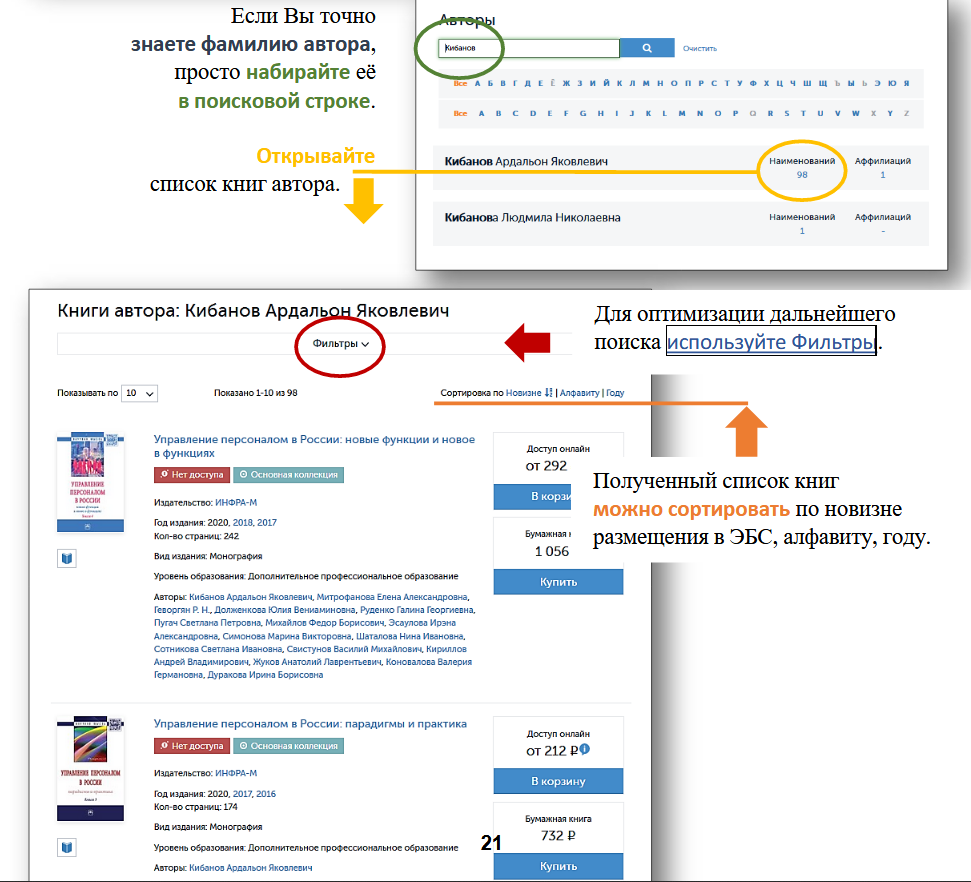 Если Вы точно
знаете фамилию автора,
просто набирайте её
в поисковой строке.
Открывайте
список книг автора.
Авторы
Кибанов
Очистить
Все А Б В Г Д Е Ё Ж З И Й К Л М Н О П Р С Т У Ф Х Ц Ч Ш Щ Ъ Ы Ь Э Ю Я
Все A B C D E F G H I J K L M N O P Q R S T U V W X Y Z
Кибанов Ардальон Яковлевич
Наименований Аффилиаций
98 1
Кибанова Людмила Николаевна
Наименований Аффилиаций
1 -
Книги автора: Кибанов Ардальон Яковлевич
Фильтры
Для оптимизации дальнейшего
поиска используйте Фильтры.
Показывать по 10
Показано 1-10 из 98
Сортировка по Новизне | Алфавиту | Году
Полученный список книг
можно сортировать по новизне
размещения в ЭБС, алфавиту, году.
УПРАВЛЕНИЕ
ПЕРСОНАЛОМ
В РОССИИ
Управление персоналом в России: новые функции и новое
в функциях
Нет доступа
Основная коллекция
Издательство: ИНФРА-М
Год издания: 2020, 2018, 2017
Кол-во страниц: 242
Вид издания: Монография
Уровень образования: Дополнительное профессиональное образование
Авторы: Кибанов Ардальон Яковлевич, Митрофанова Елена Александровна,
Геворгян Р. Н., Долженкова Юлия Вениаминовна, Руденко Галина Георгиевна,
Пугач Светлана Петровна, Михайлов Федор Борисович, Эсаулова Ирэна
Александровна, Симонова Марина Викторовна, Шаталова Нина Ивановна,
Сотникова Светлана Ивановна, Свистунов Василий Михайлович, Кириллов
Андрей Владимирович, Жуков Анатолий Лаврентьевич, Коновалова Валерия
Германовна, Дуракова Ирина Борисовна
Доступ онлайн
от 292
В корзи
Бумажная
1 056
Купить
УПРАВЛЕНИЕ ПЕРСОНАЛОМ
В РОССИИ
Управление персоналом в России: парадигмы и практика
Нет доступа
Основная коллекция
Издательство: ИНФРА-М
Год издания: 2020, 2017, 2016
Кол-во страниц: 174
Вид издания: Монография
Уровень образования: Дополнительное профессиональное образование
Авторы: Кибанов Ардальон Яковлевич
Доступ онлайн
от 212 ₽
В корзину
Бумажная книга
732 ₽
Купить
21